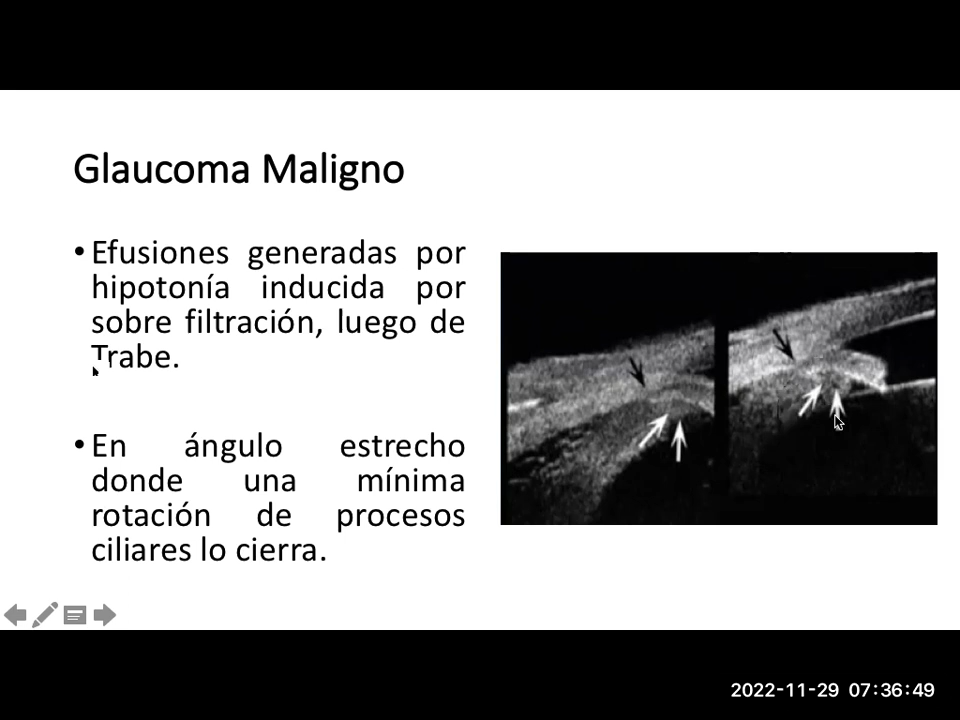 Glaucoma Maligno
• Efusiones generadas por
hipotonía inducida por
sobre filtración, luego de
Trabe.
• En ángulo estrecho
donde una mínima
rotación de procesos
ciliares lo cierra.
2022-11-29 07:36:49